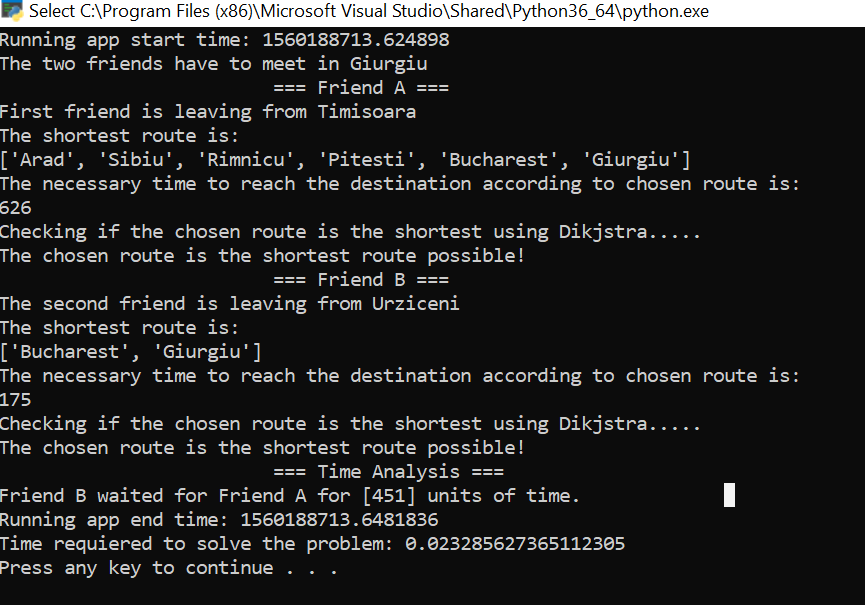 Select C:\Program Files (x86)\Microsoft Visual Studio\Shared\Python36_64\python.exe
Running app start time: 1560188713.624898
The two friends have to meet in Giurgiu
=== Friend A ===
First friend is leaving from Timisoara
The shortest route is:
['Arad', 'Sibiu', 'Rimnicu', 'Pitesti', 'Bucharest', 'Giurgiu']
The necessary time to reach the destination according to chosen route is:
626
Checking if the chosen route is the shortest using Dikjstra.....
The chosen route is the shortest route possible!
=== Friend B ===
The second friend is leaving from Urziceni
The shortest route is:
['Bucharest', 'Giurgiu']
The necessary time to reach the destination according to chosen route is:
175
Checking if the chosen route is the shortest using Dikjstra.....
The chosen route is the shortest route possible!
=== Time Analysis ===
Friend B waited for Friend A for [451] units of time.
Running app end time: 1560188713.6481836
Time requiered to solve the problem: 0.023285627365112305
Press any key to continue . . .